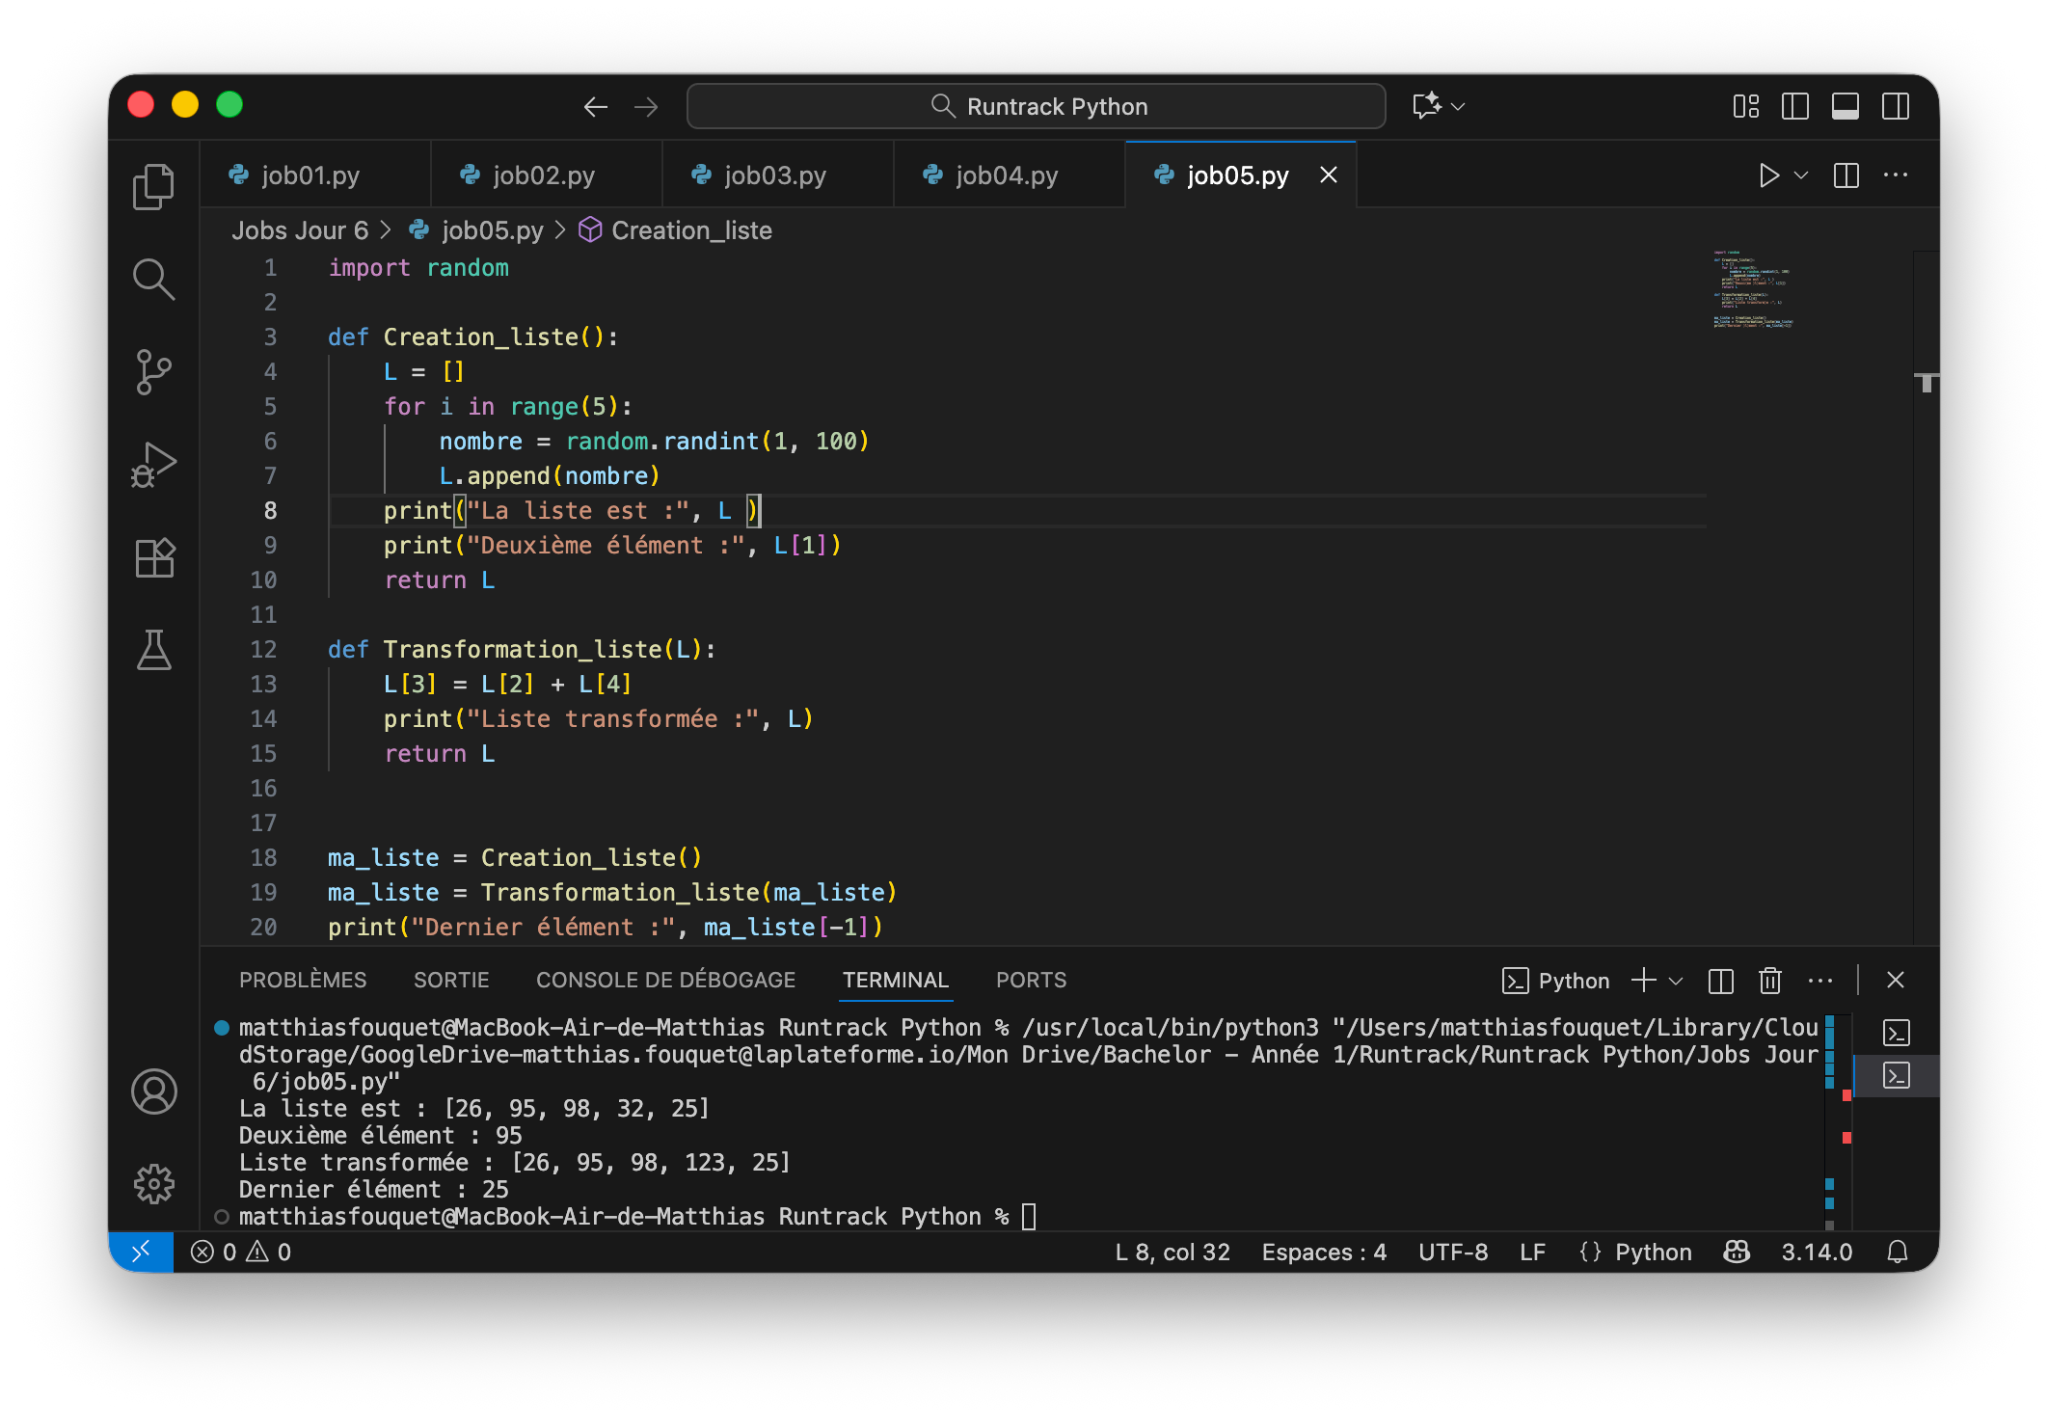 Runtrack Python
job01.py
job02.py
job03.py
job04.py
job05.py
Jobs Jour 6 > job05.py > Creation_liste
1 import random
2
3 def Creation_liste():
4 L = []
5 for i in range(5):
6 nombre = random.randint(1, 100)
7 L.append(nombre)
8 print("La liste est :", L )
9 print("Deuxième élément :", L[1])
10 return L
11
12 def Transformation_liste(L):
13 L[3] = L[2] + L[4]
14 print("Liste transformée :", L)
15 return L
16
17
18 ma_liste = Creation_liste()
19 ma_liste = Transformation_liste(ma_liste)
20 print("Dernier élément :", ma_liste[-1])
PROBLÈMES SORTIE CONSOLE DE DÉBOGAGE TERMINAL PORTS Python
matthiasfouquet@MacBook-Air-de-Matthias Runtrack Python % /usr/local/bin/python3 "/Users/matthiasfouquet/Library/Clou
dStorage/GoogleDrive-matthias.fouquet@laplateforme.io/Mon Drive/Bachelor - Année 1/Runtrack/Runtrack Python/Jobs Jour
6/job05.py"
La liste est : [26, 95, 98, 32, 25]
Deuxième élément : 95
Liste transformée : [26, 95, 98, 123, 25]
Dernier élément : 25
matthiasfouquet@MacBook-Air-de-Matthias Runtrack Python %
0 0 L 8, col 32 Espaces : 4 UTF-8 LF {} Python 3.14.0